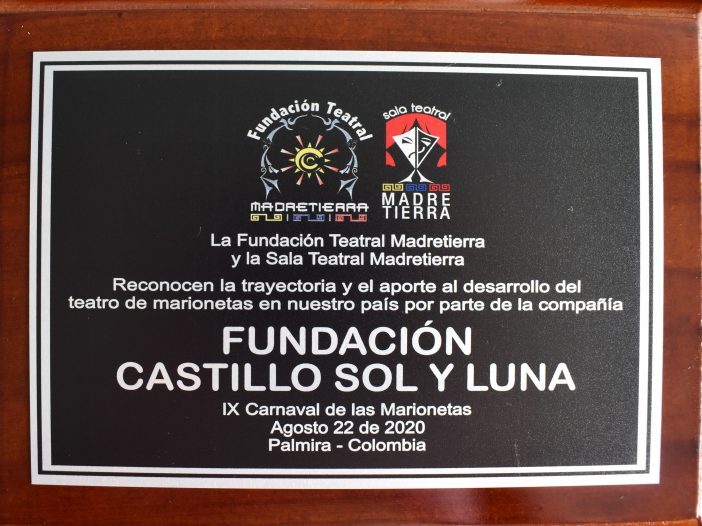 Fundación Teatral
MADRETIERRA
sala teatral
MADRE
TIERRA
La Fundación Teatral Madretierra
y la Sala Teatral Madretierra
Reconocen la trayectoria y el aporte al desarrollo del
teatro de marionetas en nuestro país por parte de la compañía
FUNDACIÓN
CASTILLO SOL Y LUNA
IX Carnaval de las Marionetas
Agosto 22 de 2020
Palmira - Colombia